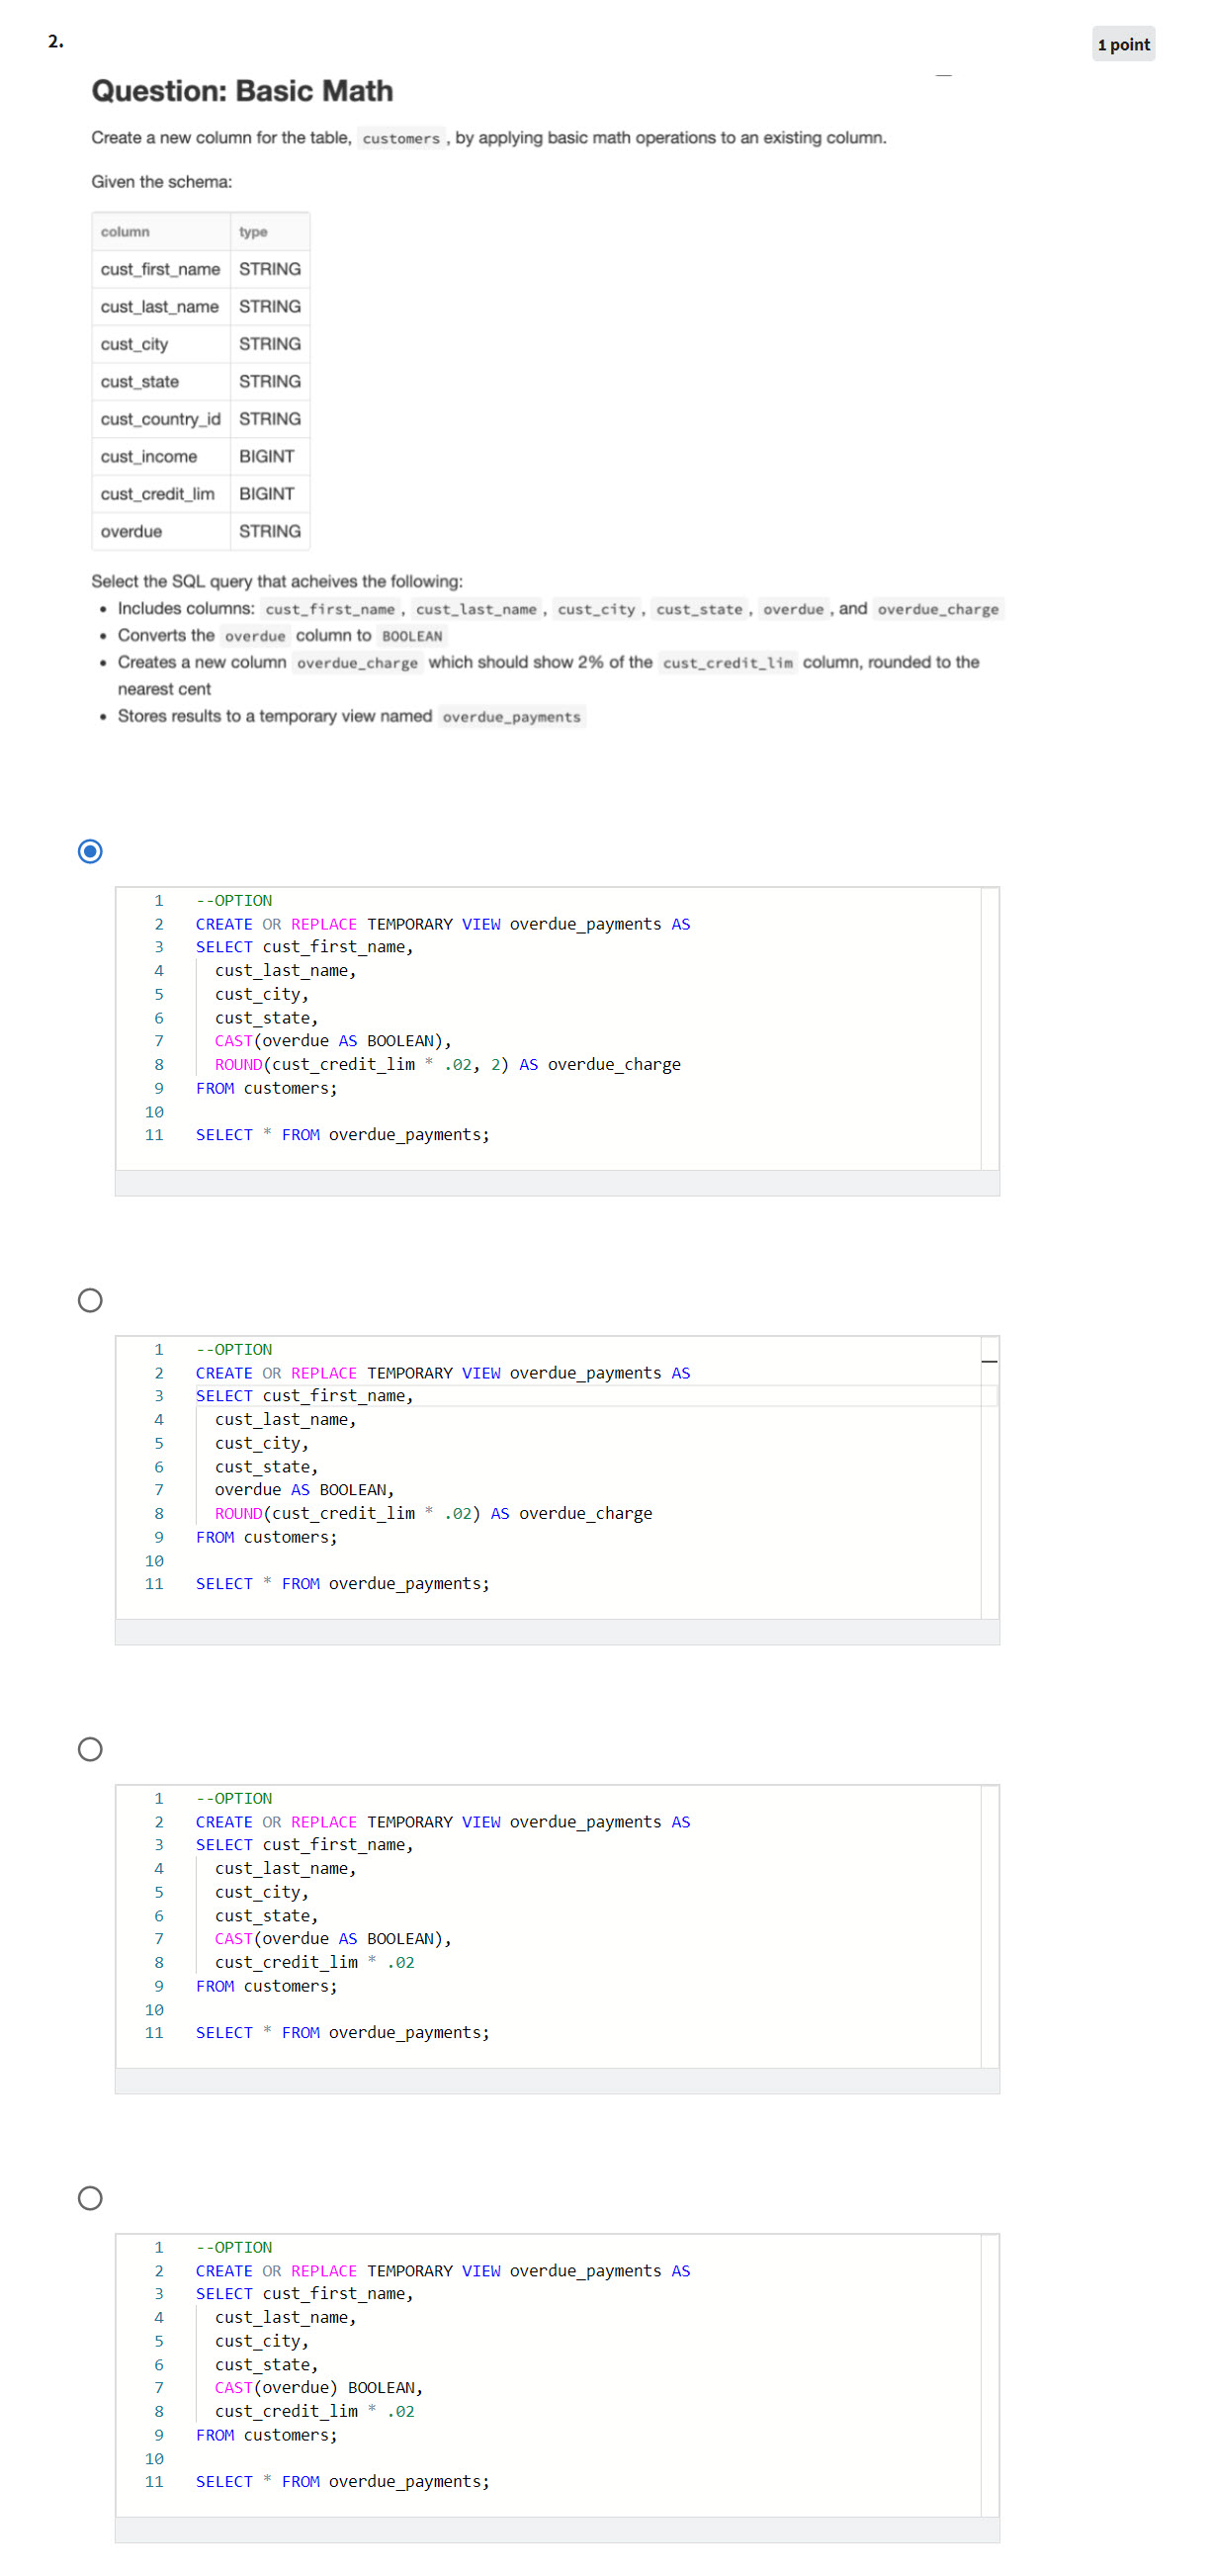 2.
1 point
Question: Basic Math
Create a new column for the table, customers , by applying basic math operations to an existing column.
Given the schema:
column type
cust_first_name STRING
cust_last_name STRING
cust_city STRING
cust_state STRING
cust_country_id STRING
cust_income BIGINT
cust_credit_lim BIGINT
overdue STRING
Select the SQL query that acheives the following:
• Includes columns: cust_first_name , cust_last_name , cust_city , cust_state , overdue , and overdue_charge
• Converts the overdue column to BOOLEAN
• Creates a new column overdue_charge which should show 2% of the cust_credit_lim column, rounded to the
nearest cent
• Stores results to a temporary view named overdue_payments
1 --OPTION
2 CREATE OR REPLACE TEMPORARY VIEW overdue_payments AS
3 SELECT cust_first_name,
4 cust_last_name,
5 cust_city,
6 cust_state,
7 CAST(overdue AS BOOLEAN),
8 ROUND(cust_credit_lim * .02, 2) AS overdue_charge
9 FROM customers;
10
11 SELECT * FROM overdue_payments;
1 --OPTION
2 CREATE OR REPLACE TEMPORARY VIEW overdue_payments AS
3 SELECT cust_first_name,
4 cust_last_name,
5 cust_city,
6 cust_state,
7 overdue AS BOOLEAN,
8 ROUND(cust_credit_lim * .02) AS overdue_charge
9 FROM customers;
10
11 SELECT * FROM overdue_payments;
1 --OPTION
2 CREATE OR REPLACE TEMPORARY VIEW overdue_payments AS
3 SELECT cust_first_name,
4 cust_last_name,
5 cust_city,
6 cust_state,
7 CAST(overdue AS BOOLEAN),
8 cust_credit_lim * .02
9 FROM customers;
10
11 SELECT * FROM overdue_payments;
1 --OPTION
2 CREATE OR REPLACE TEMPORARY VIEW overdue_payments AS
3 SELECT cust_first_name,
4 cust_last_name,
5 cust_city,
6 cust_state,
7 CAST(overdue) BOOLEAN,
8 cust_credit_lim * .02
9 FROM customers;
10
11 SELECT * FROM overdue_payments;